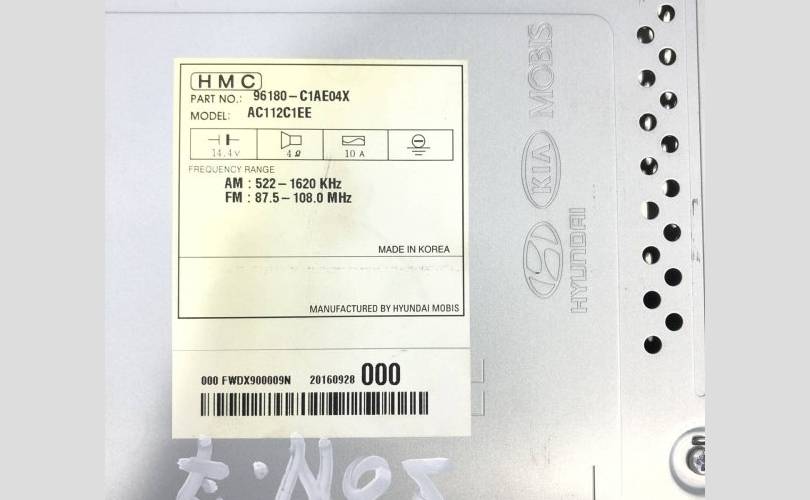 HMC
PART NO.: 96180-C1AE04X
MODEL: AC112C1EE
14.4V 4Ω 10 A
FREQUENCY RANGE
AM : 522-1620 KHz
FM : 87.5-108.0 MHz
MADE IN KOREA
MANUFACTURED BY HYUNDAI MOBIS
000 FWDX900009N 20160928 000
HYUNDAI
KIA
MOBIS